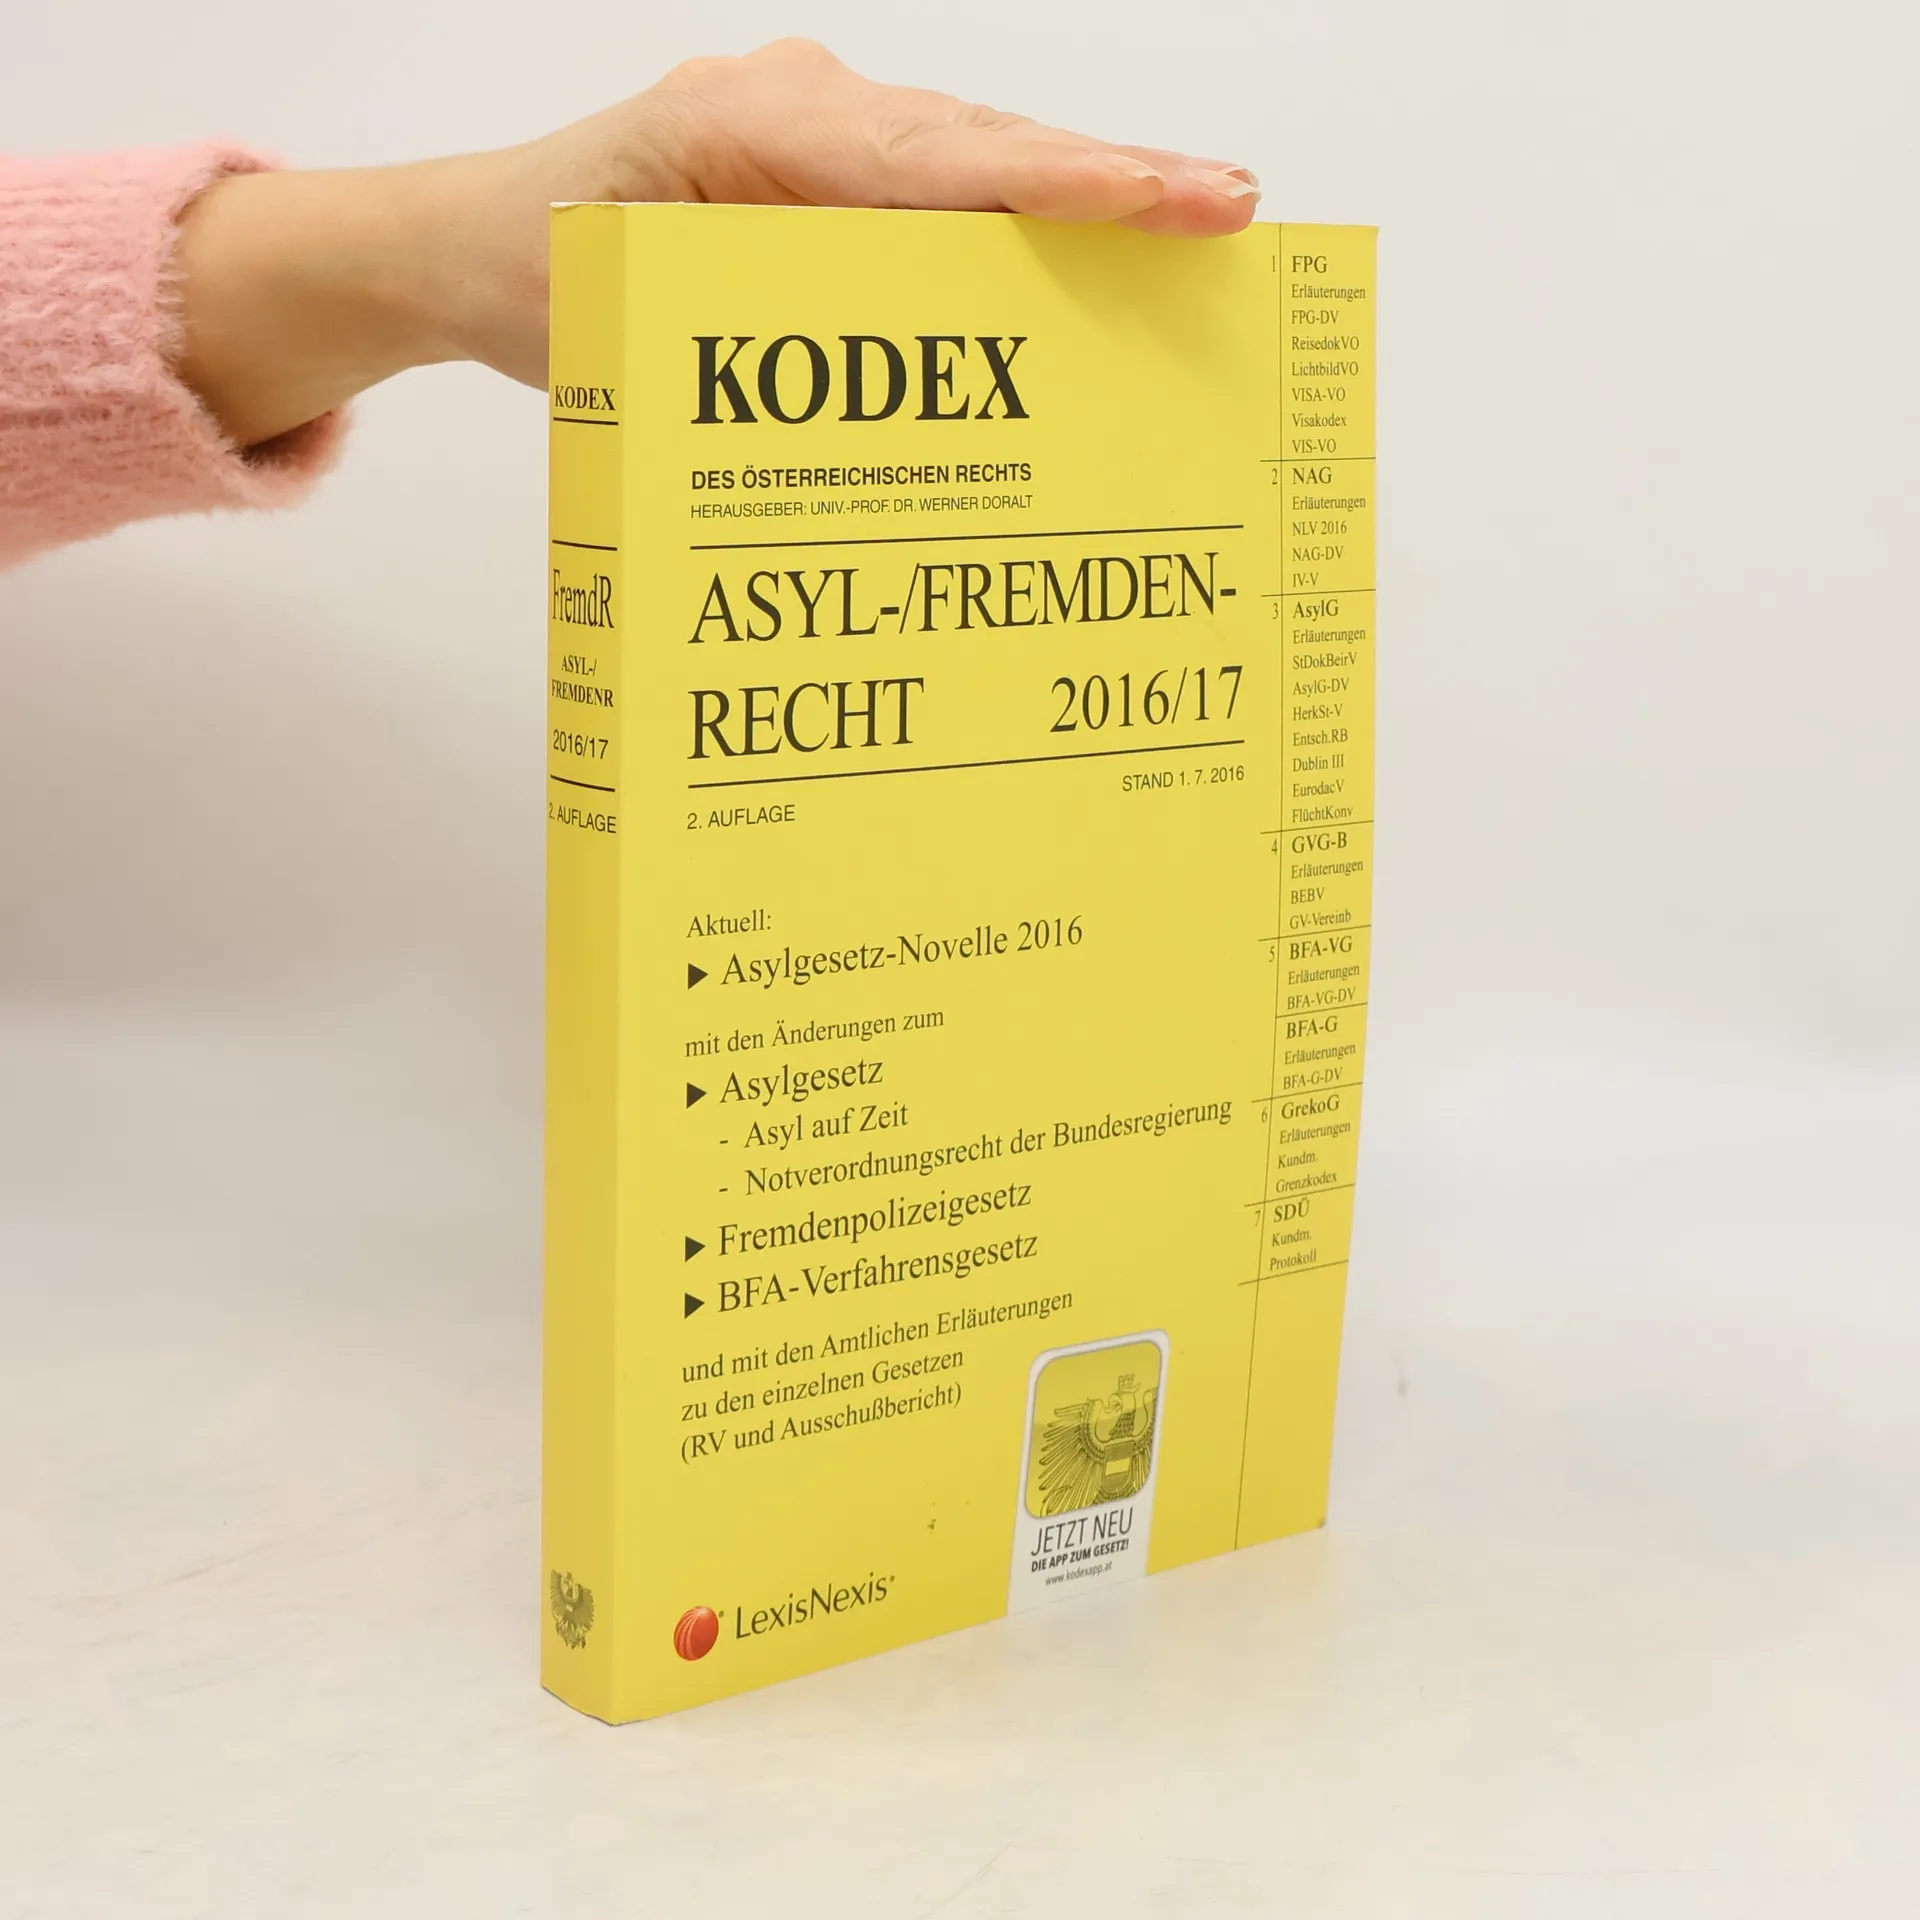 KODEX
FremdR
ASYL-/
FREMDENR
2016/17
2. AUFLAGE
KODEX
DES ÖSTERREICHISCHEN RECHTS
HERAUSGEBER: UNIV.-PROF. DR. WERNER DORALT
ASYL-/FREMDEN-
RECHT 2016/17
STAND 1. 7. 2016
2. AUFLAGE
Aktuell:
▶ Asylgesetz-Novelle 2016
mit den Änderungen zum
▶ Asylgesetz
- Asyl auf Zeit
- Notverordnungsrecht der Bundesregierung
▶ Fremdenpolizeigesetz
▶ BFA-Verfahrensgesetz
und mit den Amtlichen Erläuterungen
zu den einzelnen Gesetzen
(RV und Ausschußbericht)
JETZT NEU
DIE APP ZUM GESETZ!
www.kodexapp.at
LexisNexis
1 FPG
Erläuterungen
FPG-DV
ReisedokVO
LichtbildVO
VISA-VO
Visakodex
VIS-VO
2 NAG
Erläuterungen
NLV 2016
NAG-DV
IV-V
3 AsylG
Erläuterungen
StDokBeirV
AsylG-DV
HerkSt-V
Entsch.RB
Dublin III
EurodacV
FlüchtKonv
4 GVG-B
Erläuterungen
BEBV
GV-Vereinb
5 BFA-VG
Erläuterungen
BFA-VG-DV
BFA-G
Erläuterungen
BFA-G-DV
6 GrekoG
Erläuterungen
Kundm.
Grenzkodex
7 SDÜ
Kundm.
Protokoll